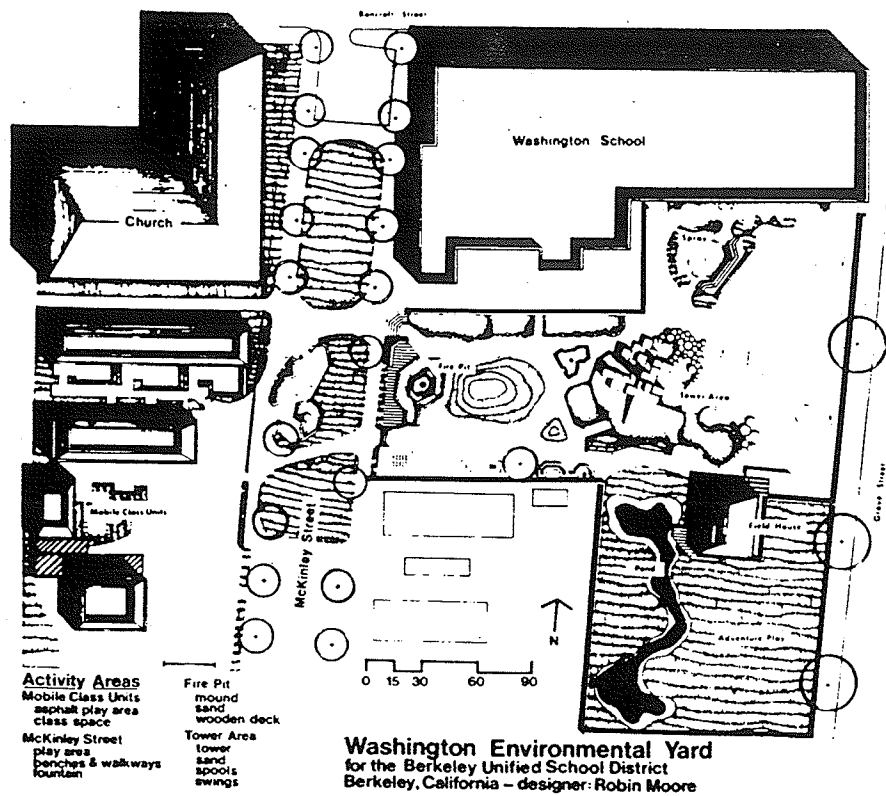 Bancroft Street
Washington School
Church
Spray
Fire Pit
Tower Area
Grove Street
Mobile Class Units
McKinley Street
Field House
Pond
Adventure Play
N
0 15 30 60 90
Activity Areas
Mobile Class Units
asphalt play area
class space
McKinley Street
play area
benches & walkways
fountain
Fire Pit
mound
sand
wooden deck
Tower Area
tower
sand
spools
swings
Washington Environmental Yard
for the Berkeley Unified School District
Berkeley, California – designer: Robin Moore